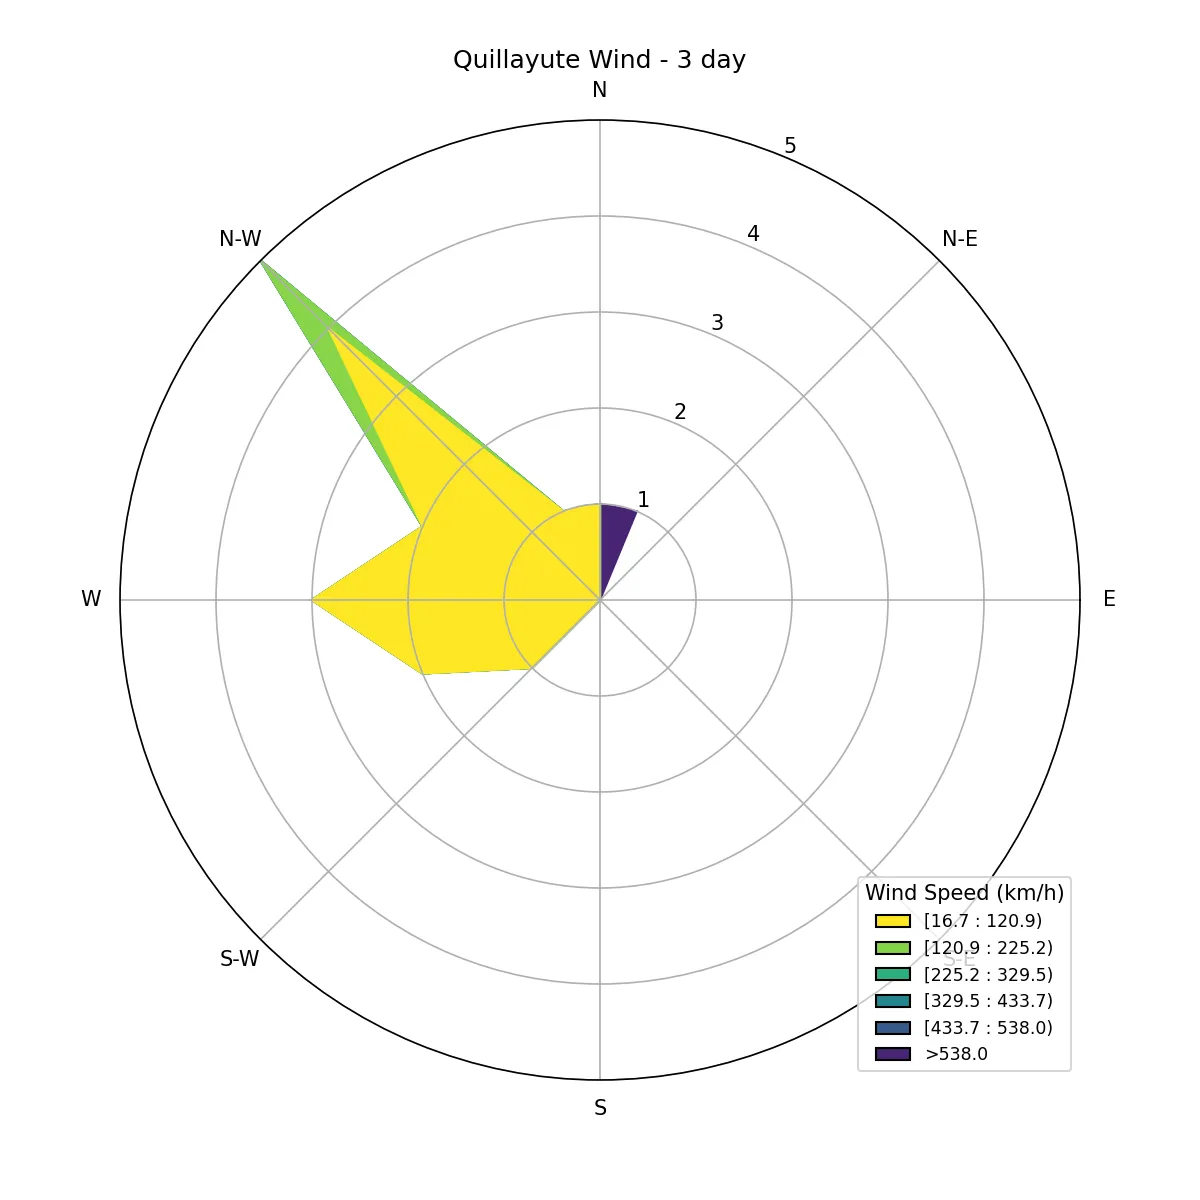 Quillayute Wind - 3 day
N
5
N-W
N-E
4
3
2
1
W
E
S-W
S-E
S
Wind Speed (km/h)
[16.7 : 120.9)
[120.9 : 225.2)
[225.2 : 329.5)
[329.5 : 433.7)
[433.7 : 538.0)
>538.0